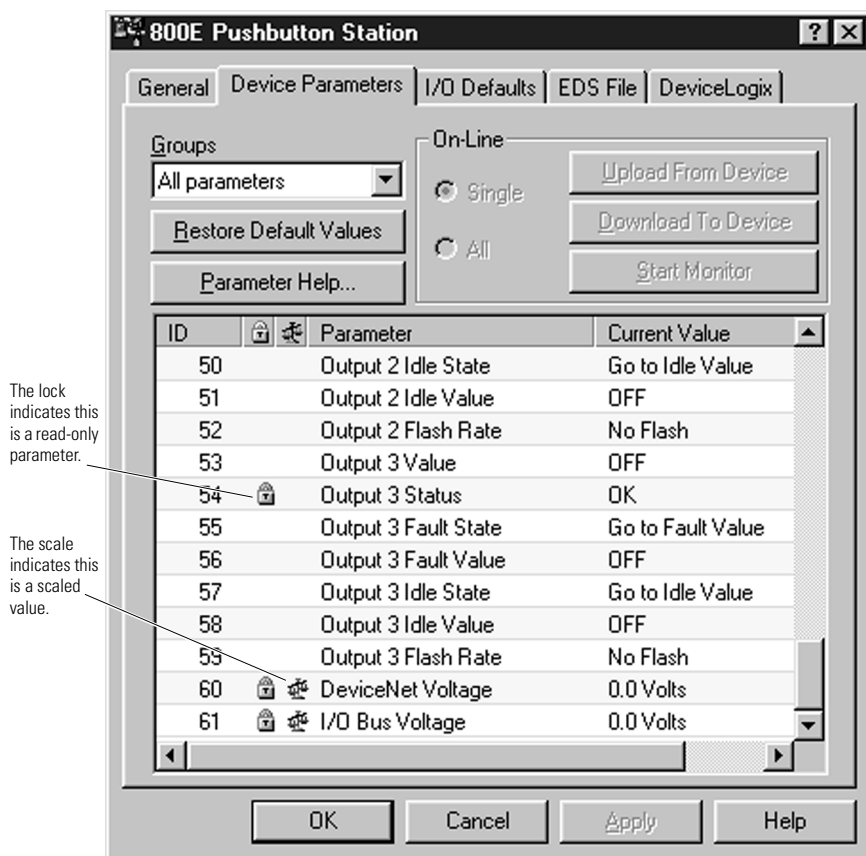 800E Pushbutton Station
General Device Parameters I/O Defaults EDS File DeviceLogix
Groups
All parameters
Restore Default Values
Parameter Help...
On-Line
Single
All
Upload From Device
Download To Device
Start Monitor
ID Parameter Current Value
50 Output 2 Idle State Go to Idle Value
51 Output 2 Idle Value OFF
52 Output 2 Flash Rate No Flash
53 Output 3 Value OFF
54 Output 3 Status OK
55 Output 3 Fault State Go to Fault Value
56 Output 3 Fault Value OFF
57 Output 3 Idle State Go to Idle Value
58 Output 3 Idle Value OFF
59 Output 3 Flash Rate No Flash
60 DeviceNet Voltage 0.0 Volts
61 I/O Bus Voltage 0.0 Volts
The lock
indicates this
is a read-only
parameter.
The scale
indicates this
is a scaled
value.
OK Cancel Apply Help